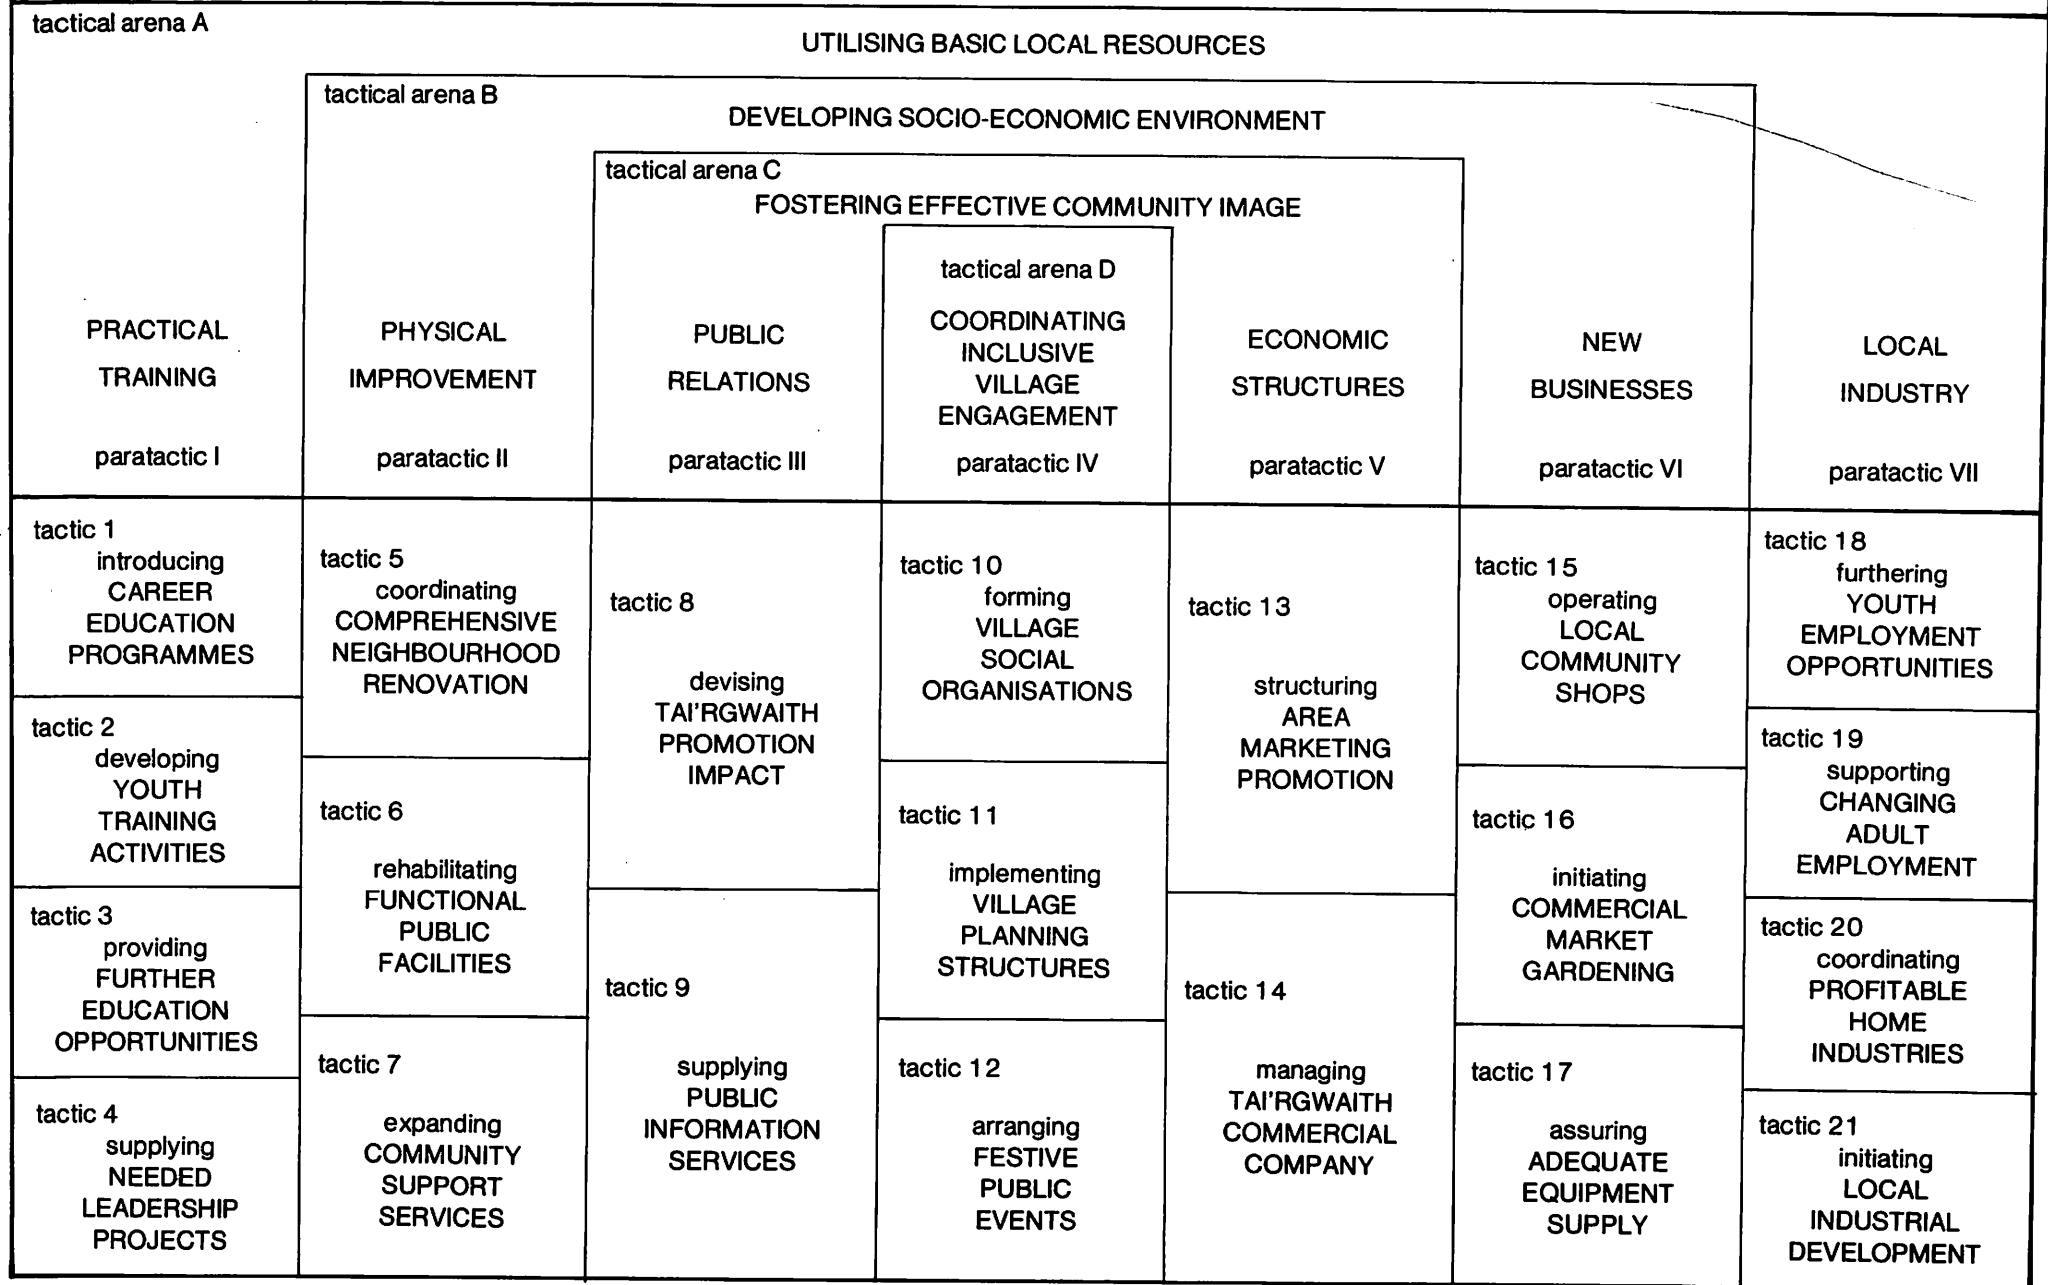 tactical arena A
UTILISING BASIC LOCAL RESOURCES
tactical arena B
DEVELOPING SOCIO-ECONOMIC ENVIRONMENT
tactical arena C
FOSTERING EFFECTIVE COMMUNITY IMAGE
PRACTICAL
TRAINING
paratactic I
PHYSICAL
IMPROVEMENT
paratactic II
PUBLIC
RELATIONS
paratactic III
tactical arena D
COORDINATING
INCLUSIVE
VILLAGE
ENGAGEMENT
paratactic IV
ECONOMIC
STRUCTURES
paratactic V
NEW
BUSINESSES
paratactic VI
LOCAL
INDUSTRY
paratactic VII
tactic 1
introducing
CAREER
EDUCATION
PROGRAMMES
tactic 2
developing
YOUTH
TRAINING
ACTIVITIES
tactic 3
providing
FURTHER
EDUCATION
OPPORTUNITIES
tactic 4
supplying
NEEDED
LEADERSHIP
PROJECTS
tactic 5
coordinating
COMPREHENSIVE
NEIGHBOURHOOD
RENOVATION
tactic 6
rehabilitating
FUNCTIONAL
PUBLIC
FACILITIES
tactic 7
expanding
COMMUNITY
SUPPORT
SERVICES
tactic 8
devising
TAI'RGWAITH
PROMOTION
IMPACT
tactic 9
supplying
PUBLIC
INFORMATION
SERVICES
tactic 10
forming
VILLAGE
SOCIAL
ORGANISATIONS
tactic 11
implementing
VILLAGE
PLANNING
STRUCTURES
tactic 12
arranging
FESTIVE
PUBLIC
EVENTS
tactic 13
structuring
AREA
MARKETING
PROMOTION
tactic 14
managing
TAI'RGWAITH
COMMERCIAL
COMPANY
tactic 15
operating
LOCAL
COMMUNITY
SHOPS
tactic 16
initiating
COMMERCIAL
MARKET
GARDENING
tactic 17
assuring
ADEQUATE
EQUIPMENT
SUPPLY
tactic 18
furthering
YOUTH
EMPLOYMENT
OPPORTUNITIES
tactic 19
supporting
CHANGING
ADULT
EMPLOYMENT
tactic 20
coordinating
PROFITABLE
HOME
INDUSTRIES
tactic 21
initiating
LOCAL
INDUSTRIAL
DEVELOPMENT